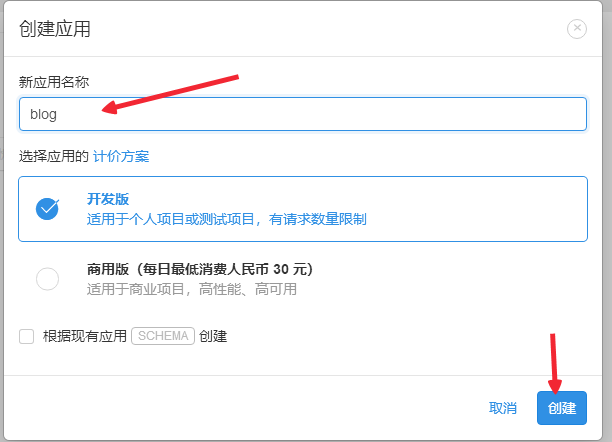 创建应用
新应用名称
blog
选择应用的 计价方案
开发版
适用于个人项目或测试项目，有请求数量限制
商用版（每日最低消费人民币 30 元）
适用于商业项目，高性能、高可用
根据现有应用 SCHEMA 创建
取消 创建